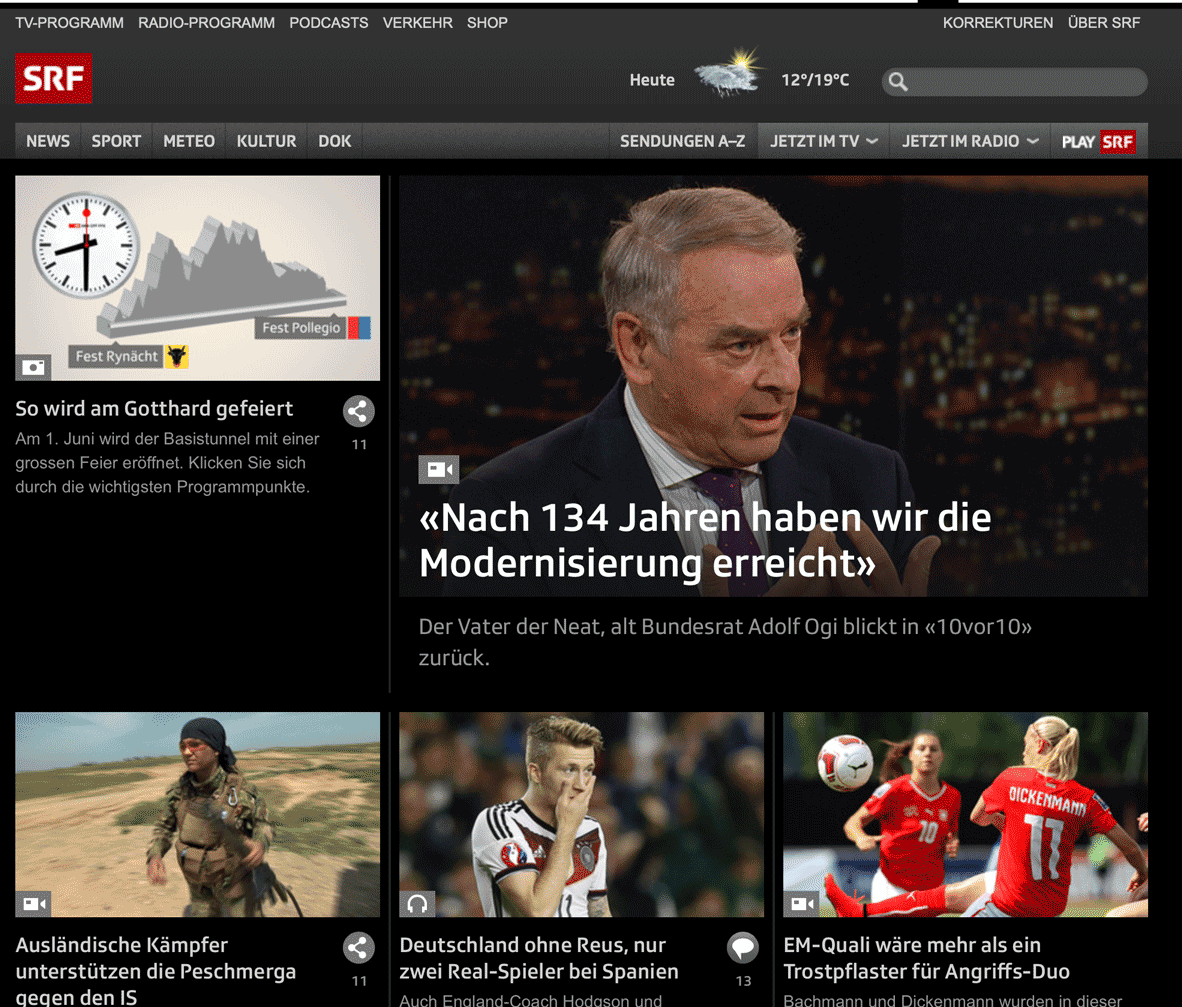 TV-PROGRAMM RADIO-PROGRAMM PODCASTS VERKEHR SHOP KORREKTUREN ÜBER SRF
SRF
Heute 12°/19°C
NEWS SPORT METEO KULTUR DOK SENDUNGEN A–Z JETZT IM TV JETZT IM RADIO PLAY SRF
Fest Pollegio
Fest Rynächt
So wird am Gotthard gefeiert
11
Am 1. Juni wird der Basistunnel mit einer
grossen Feier eröffnet. Klicken Sie sich
durch die wichtigsten Programmpunkte.
«Nach 134 Jahren haben wir die
Modernisierung erreicht»
Der Vater der Neat, alt Bundesrat Adolf Ogi blickt in «10vor10»
zurück.
Ausländische Kämpfer
unterstützen die Peschmerga
gegen den IS
11
Deutschland ohne Reus, nur
zwei Real-Spieler bei Spanien
13
Auch England-Coach Hodgson und
10
DICKENMANN
11
EM-Quali wäre mehr als ein
Trostpflaster für Angriffs-Duo
Bachmann und Dickenmann wurden in dieser